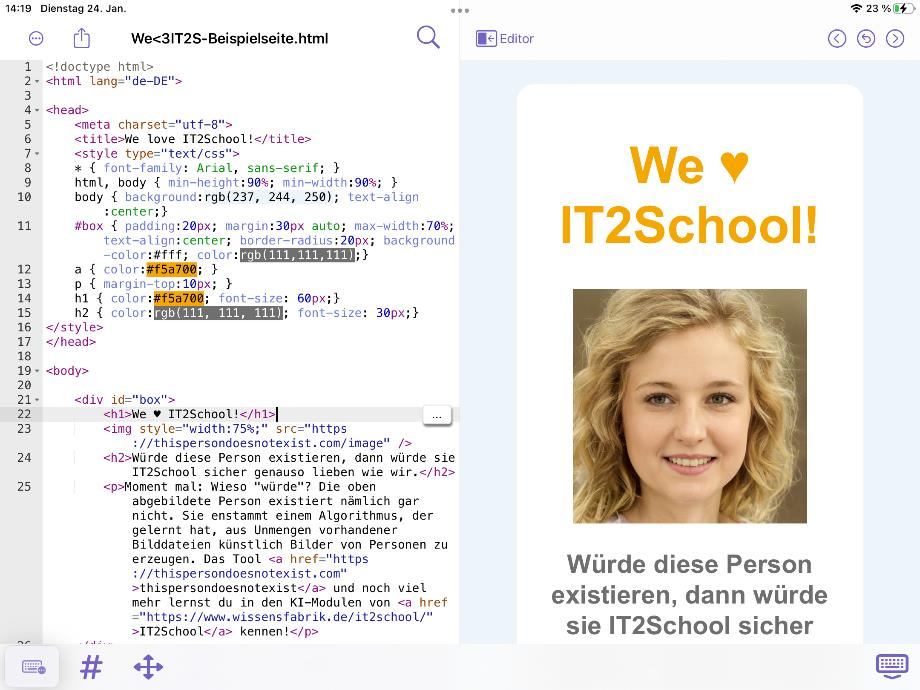 14:19 Dienstag 24. Jan.
23 %
We<3IT2S-Beispielseite.html
Editor
1 <!doctype html>
2 <html lang="de-DE">
3
4 <head>
5 <meta charset="utf-8">
6 <title>We love IT2School!</title>
7 <style type="text/css">
8 * { font-family: Arial, sans-serif; }
9 html, body { min-height:90%; min-width:90%; }
10 body { background:rgb(237, 244, 250); text-align
:center;}
11 #box { padding:20px; margin:30px auto; max-width:70%;
text-align:center; border-radius:20px; background
-color:#fff; color:rgb(111,111,111);}
12 a { color:#f5a700; }
13 p { margin-top:10px; }
14 h1 { color:#f5a700; font-size: 60px;}
15 h2 { color:rgb(111, 111, 111); font-size: 30px;}
16 </style>
17 </head>
18
19 <body>
20
21 <div id="box">
22 <h1>We ♥ IT2School!</h1>
...
23 <img style="width:75%;" src="https
://thispersondoesnotexist.com/image" />
24 <h2>Würde diese Person existieren, dann würde sie
IT2School sicher genauso lieben wie wir.</h2>
25 <p>Moment mal: Wieso "würde"? Die oben
abgebildete Person existiert nämlich gar
nicht. Sie enstammt einem Algorithmus, der
gelernt hat, aus Unmengen vorhandener
Bilddateien künstlich Bilder von Personen zu
erzeugen. Das Tool <a href="https
://thispersondoesnotexist.com"
>thispersondoesnotexist</a> und noch viel
mehr lernst du in den KI-Modulen von <a href
="https://www.wissensfabrik.de/it2school/"
>IT2School</a> kennen!</p>
#
We ♥
IT2School!
Würde diese Person
existieren, dann würde
sie IT2School sicher